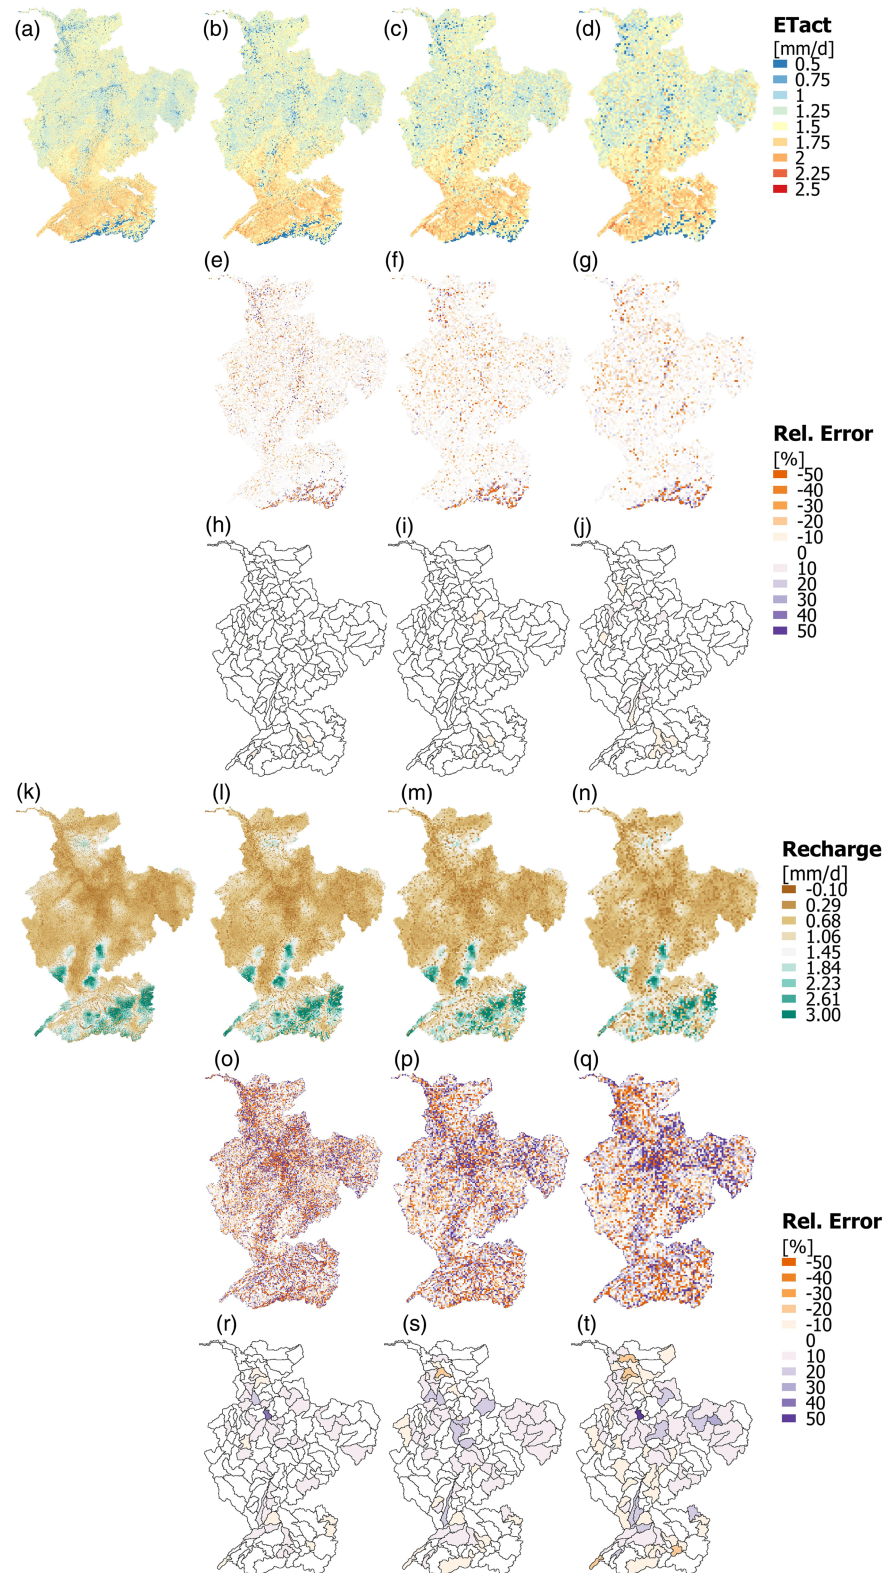 (a)
(b)
(c)
(d)
ETact
[mm/d]
0.5
0.75
1
1.25
1.5
1.75
2
2.25
2.5
(e)
(f)
(g)
Rel. Error
[%]
-50
-40
-30
-20
-10
0
10
20
30
40
50
(h)
(i)
(j)
(k)
(l)
(m)
(n)
Recharge
[mm/d]
-0.10
0.29
0.68
1.06
1.45
1.84
2.23
2.61
3.00
(o)
(p)
(q)
Rel. Error
[%]
-50
-40
-30
-20
-10
0
10
20
30
40
50
(r)
(s)
(t)